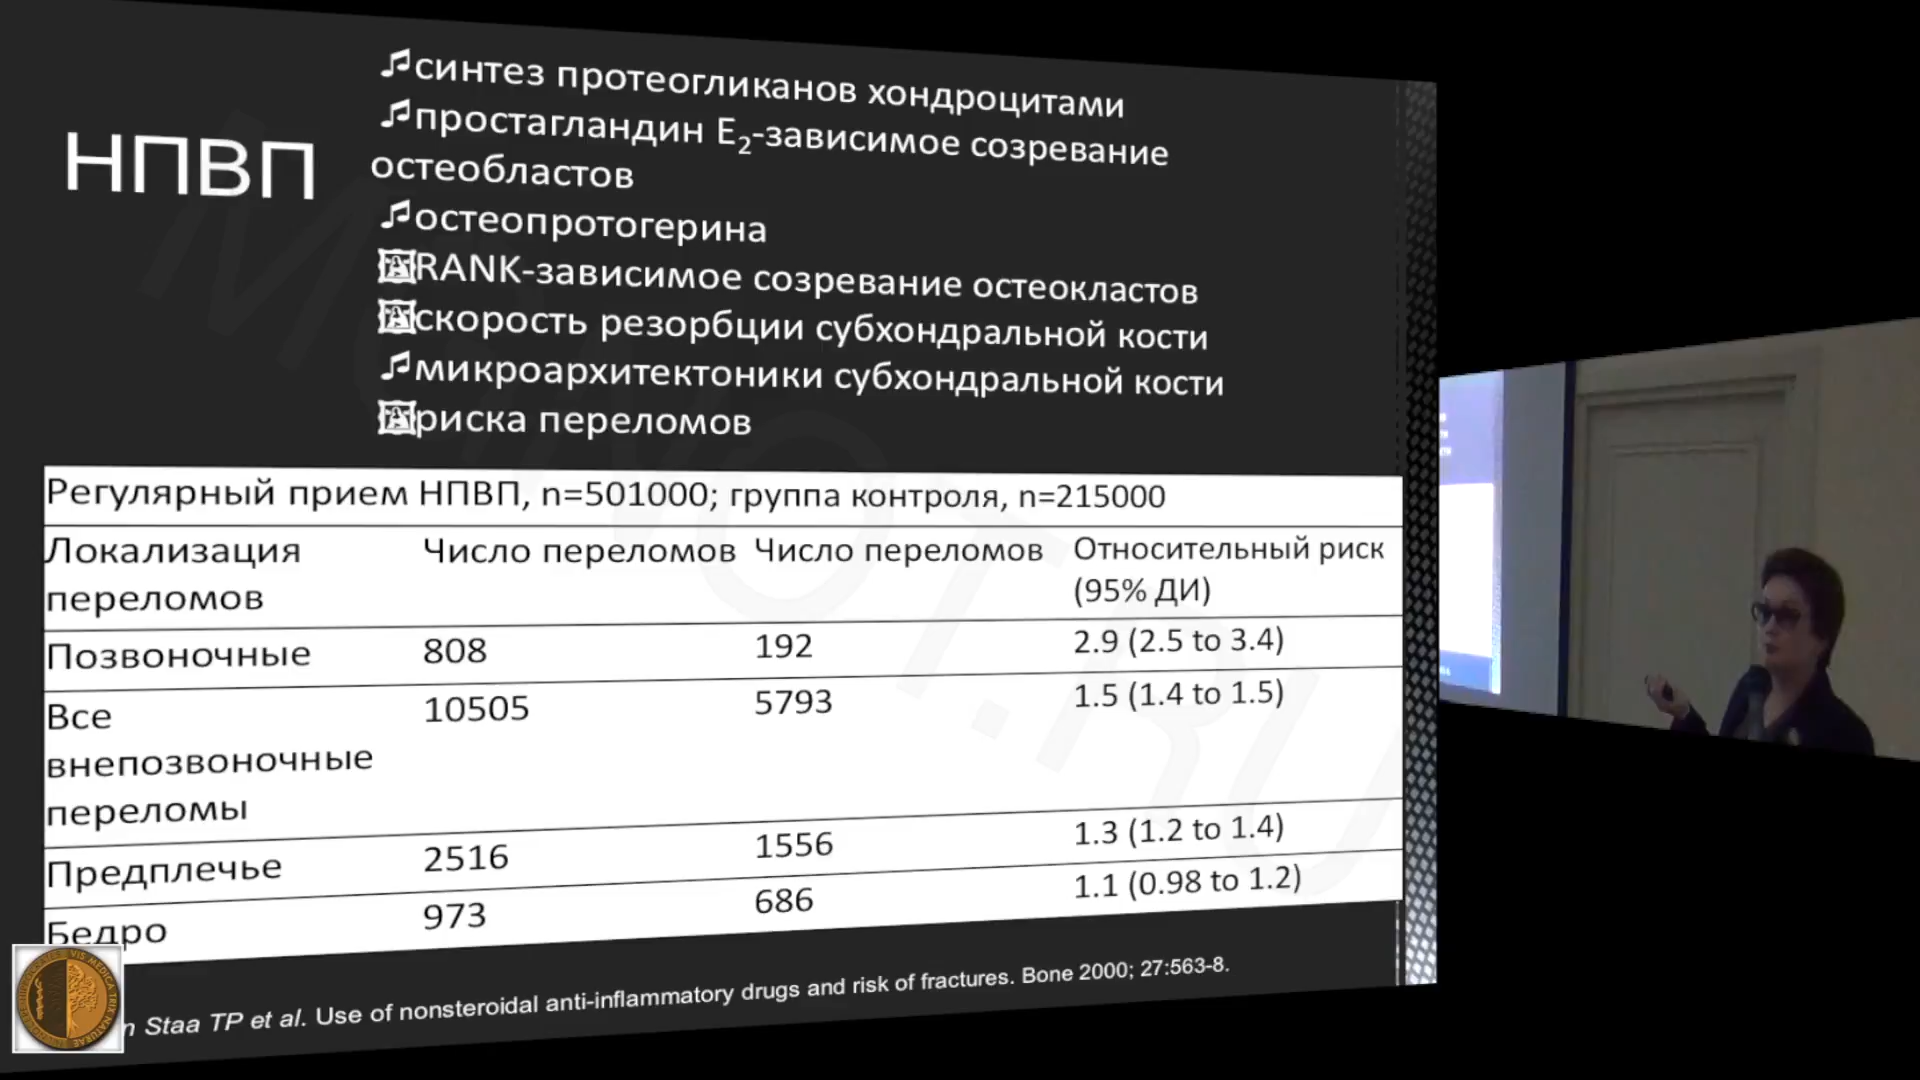 НПВП
♫синтез протеогликанов хондроцитами
♫простагландин E₂-зависимое созревание
остеобластов
♫остеопротогерина
RANK-зависимое созревание остеокластов
скорость резорбции субхондральной кости
♫микроархитектоники субхондральной кости
риска переломов
Регулярный прием НПВП, n=501000; группа контроля, n=215000
Локализация переломов Число переломов Число переломов Относительный риск (95% ДИ)
Позвоночные 808 192 2.9 (2.5 to 3.4)
Все внепозвоночные переломы 10505 5793 1.5 (1.4 to 1.5)
Предплечье 2516 1556 1.3 (1.2 to 1.4)
Бедро 973 686 1.1 (0.98 to 1.2)
Staa TP et al. Use of nonsteroidal anti-inflammatory drugs and risk of fractures. Bone 2000; 27:563-8.
VIS MEDICATRIX NATURAE